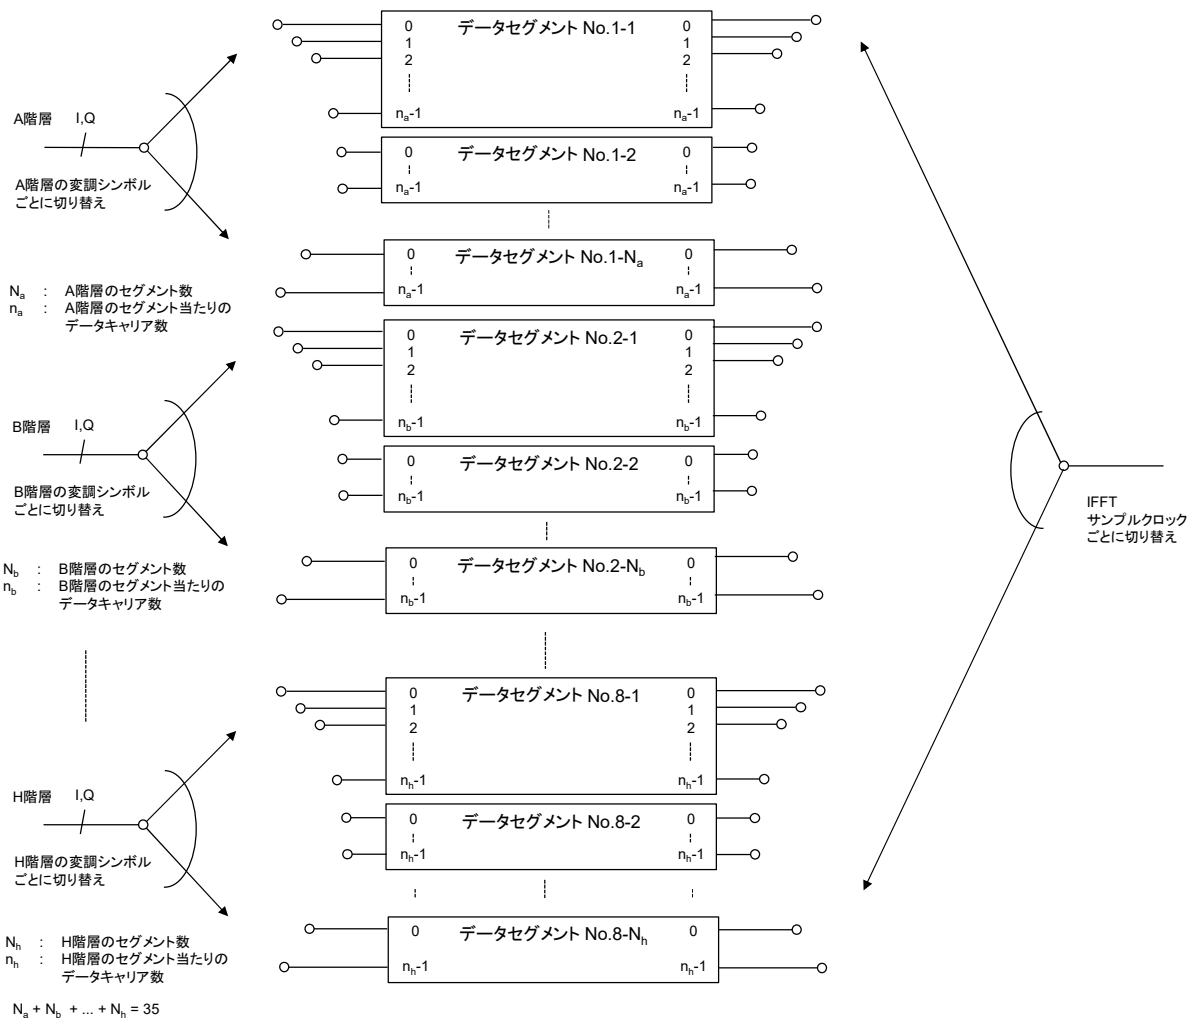 A階層 I,Q
A階層の変調シンボル
ごとに切り替え
Na : A階層のセグメント数
na : A階層のセグメント当たりの
データキャリア数
0 データセグメント No.1-1 0
1 1
2 2
na-1 na-1
0 データセグメント No.1-2 0
na-1 na-1
0 データセグメント No.1-Na 0
na-1 na-1
B階層 I,Q
B階層の変調シンボル
ごとに切り替え
Nb : B階層のセグメント数
nb : B階層のセグメント当たりの
データキャリア数
0 データセグメント No.2-1 0
1 1
2 2
nb-1 nb-1
0 データセグメント No.2-2 0
nb-1 nb-1
0 データセグメント No.2-Nb 0
nb-1 nb-1
H階層 I,Q
H階層の変調シンボル
ごとに切り替え
Nh : H階層のセグメント数
nh : H階層のセグメント当たりの
データキャリア数
Na + Nb + ... + Nh = 35
0 データセグメント No.8-1 0
1 1
2 2
nh-1 nh-1
0 データセグメント No.8-2 0
nh-1 nh-1
0 データセグメント No.8-Nh 0
nh-1 nh-1
IFFT
サンプルクロック
ごとに切り替え